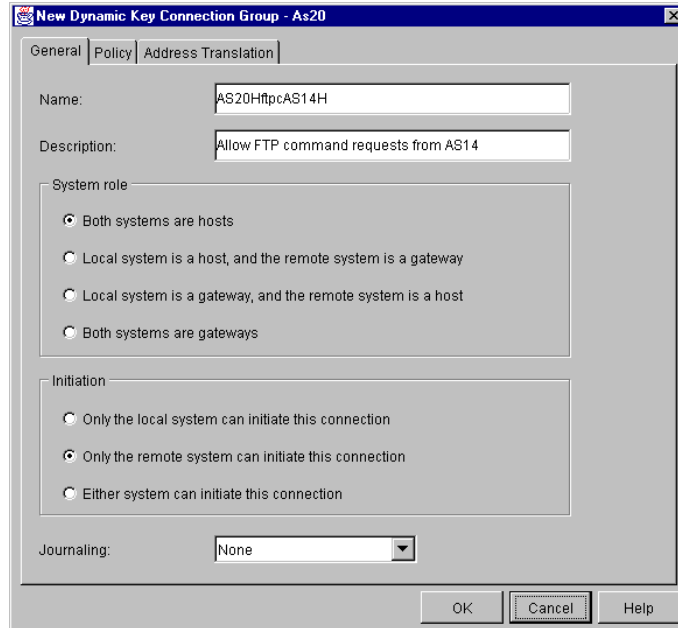 New Dynamic Key Connection Group - As20
General Policy Address Translation
Name: AS20HftpcAS14H
Description: Allow FTP command requests from AS14
System role
Both systems are hosts
Local system is a host, and the remote system is a gateway
Local system is a gateway, and the remote system is a host
Both systems are gateways
Initiation
Only the local system can initiate this connection
Only the remote system can initiate this connection
Either system can initiate this connection
Journaling: None
OK Cancel Help